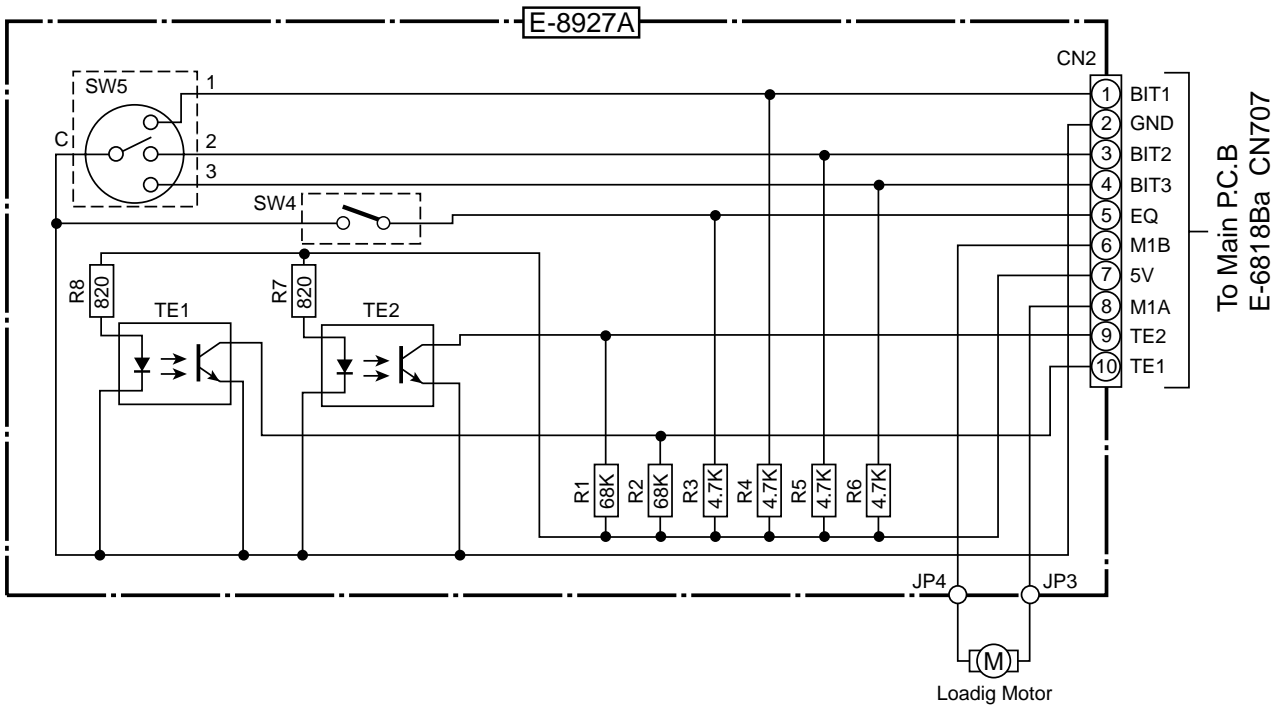 E-8927A
CN2
SW5
1
C
2
3
SW4
1 BIT1
2 GND
3 BIT2
4 BIT3
5 EQ
6 M1B
7 5V
8 M1A
9 TE2
10 TE1
To Main P.C.B
E-6818Ba CN707
R8
820
R7
820
TE1
TE2
R1
68K
R2
68K
R3
4.7K
R4
4.7K
R5
4.7K
R6
4.7K
JP4
JP3
M
Loadig Motor